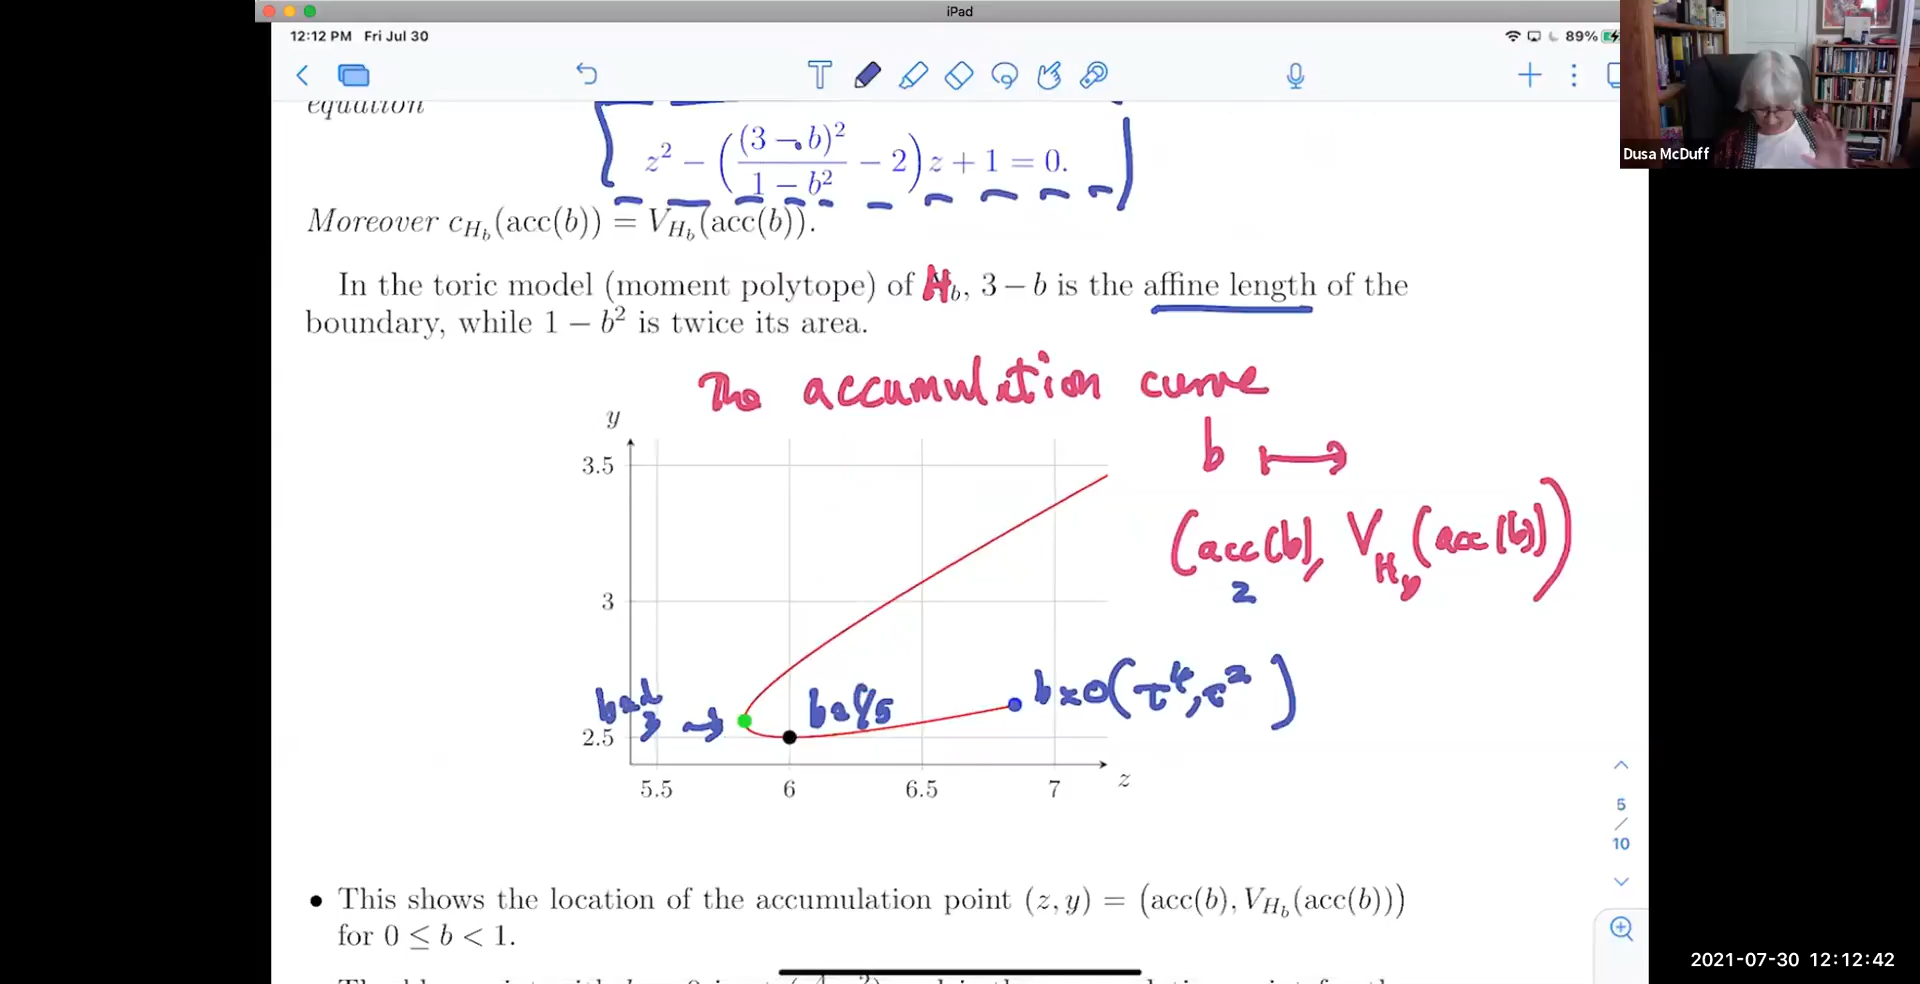 iPad
12:12 PM Fri Jul 30
89%
Dusa McDuff
equation
z² − ((3 − b)² / (1 − b²) − 2) z + 1 = 0.
Moreover c_{H_b}(acc(b)) = V_{H_b}(acc(b)).
In the toric model (moment polytope) of H_b, 3 − b is the affine length of the
boundary, while 1 − b² is twice its area.
The accumulation curve
b ↦
(acc(b), V_{H_b}(acc(b)))
z
y
3.5
3
2.5
b=0 (τ⁴, τ²)
5.5 6 6.5 7 z
5
/
10
• This shows the location of the accumulation point (z, y) = (acc(b), V_{H_b}(acc(b)))
for 0 ≤ b < 1.
2021-07-30 12:12:42